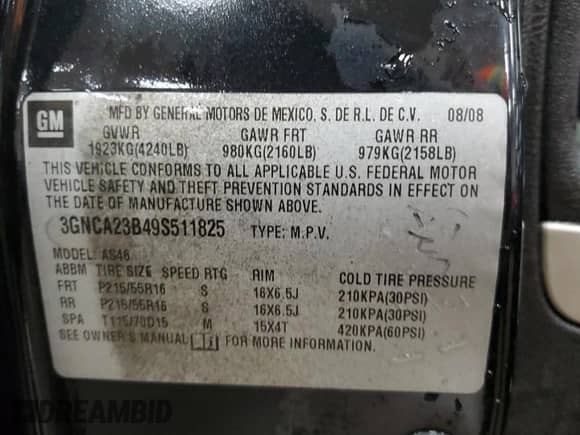 GM
MFD BY GENERAL MOTORS DE MEXICO, S. DE R.L. DE C.V. 08/08
GVWR GAWR FRT GAWR RR
1923KG(4240LB) 980KG(2160LB) 979KG(2158LB)
THIS VEHICLE CONFORMS TO ALL APPLICABLE U.S. FEDERAL MOTOR
VEHICLE SAFETY AND THEFT PREVENTION STANDARDS IN EFFECT ON
THE DATE OF MANUFACTURE SHOWN ABOVE.
3GNCA23B49S511825 TYPE: M.P.V.
MODEL: AS46
ABBM TIRE SIZE SPEED RTG RIM COLD TIRE PRESSURE
FRT P215/55R16 S 16X6.5J 210KPA(30PSI)
RR P215/55R16 S 16X6.5J 210KPA(30PSI)
SPA T115/70D15 M 15X4T 420KPA(60PSI)
SEE OWNER'S MANUAL FOR MORE INFORMATION.
DREAMBID